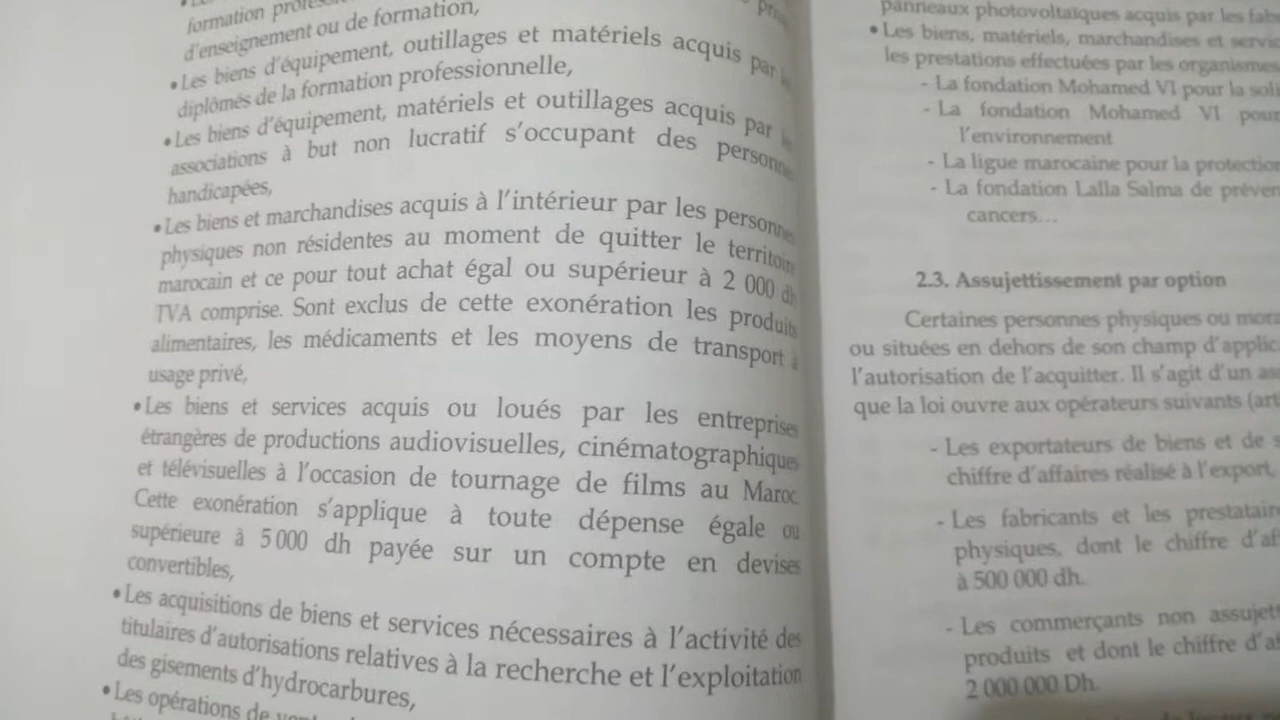 d'enseignement ou de formation,
• Les biens d'équipement, outillages et matériels acquis par
diplômés de la formation professionnelle,
• Les biens d'équipement, matériels et outillages acquis par
associations à but non lucratif s'occupant des personnes
handicapées,
• Les biens et marchandises acquis à l'intérieur par les personnes
physiques non résidentes au moment de quitter le territoire
marocain et ce pour tout achat égal ou supérieur à 2 000 dh
TVA comprise. Sont exclus de cette exonération les produits
alimentaires, les médicaments et les moyens de transport à
usage privé,
• Les biens et services acquis ou loués par les entreprises
étrangères de productions audiovisuelles, cinématographiques
et télévisuelles à l'occasion de tournage de films au Maroc.
Cette exonération s'applique à toute dépense égale ou
supérieure à 5 000 dh payée sur un compte en devises
convertibles,
• Les acquisitions de biens et services nécessaires à l'activité des
titulaires d'autorisations relatives à la recherche et l'exploitation
des gisements d'hydrocarbures,
• Les opérations de
panneaux photovoltaïques acquis par les
• Les biens, matériels, marchandises et
les prestations effectuées par les organismes
- La fondation Mohamed VI pour la
- La fondation Mohamed VI pour
l'environnement
- La ligue marocaine pour la protection
- La fondation Lalla Salma de
cancers…
2.3. Assujettissement par option
Certaines personnes physiques ou
ou situées en dehors de son champ
l'autorisation de l'acquitter. Il s'agit d'un
que la loi ouvre aux opérateurs suivants (art
- Les exportateurs de biens et de
chiffre d'affaires réalisé à l'export,
- Les fabricants et les
physiques, dont le chiffre
à 500 000 dh.
- Les commerçants non
produits et dont le chiffre
2 000 000 Dh.